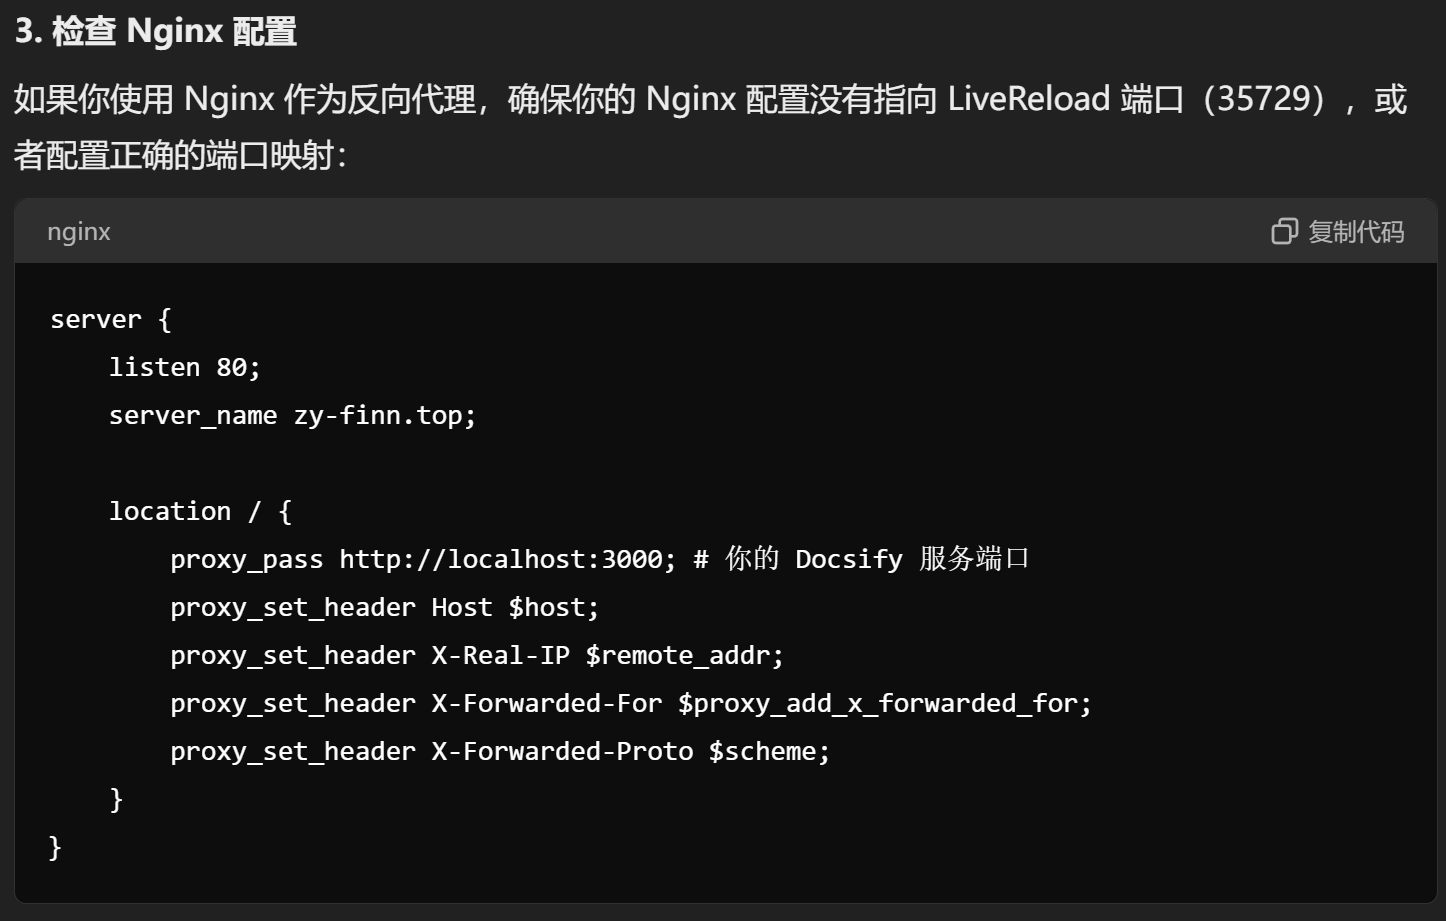 3. 检查 Nginx 配置
如果你使用 Nginx 作为反向代理，确保你的 Nginx 配置没有指向 LiveReload 端口（35729），或
者配置正确的端口映射：
nginx
复制代码
server {
    listen 80;
    server_name zy-finn.top;
    location / {
        proxy_pass http://localhost:3000; # 你的 Docsify 服务端口
        proxy_set_header Host $host;
        proxy_set_header X-Real-IP $remote_addr;
        proxy_set_header X-Forwarded-For $proxy_add_x_forwarded_for;
        proxy_set_header X-Forwarded-Proto $scheme;
    }
}